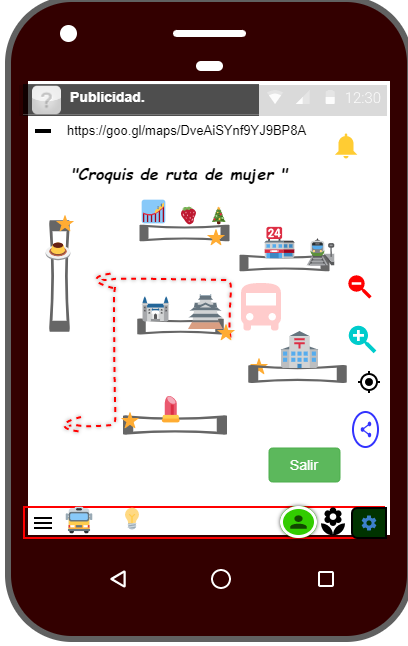 ?
Publicidad.
12:30
https://goo.gl/maps/DveAiSYnf9YJ9BP8A
"Croquis de ruta de mujer "
24
Salir